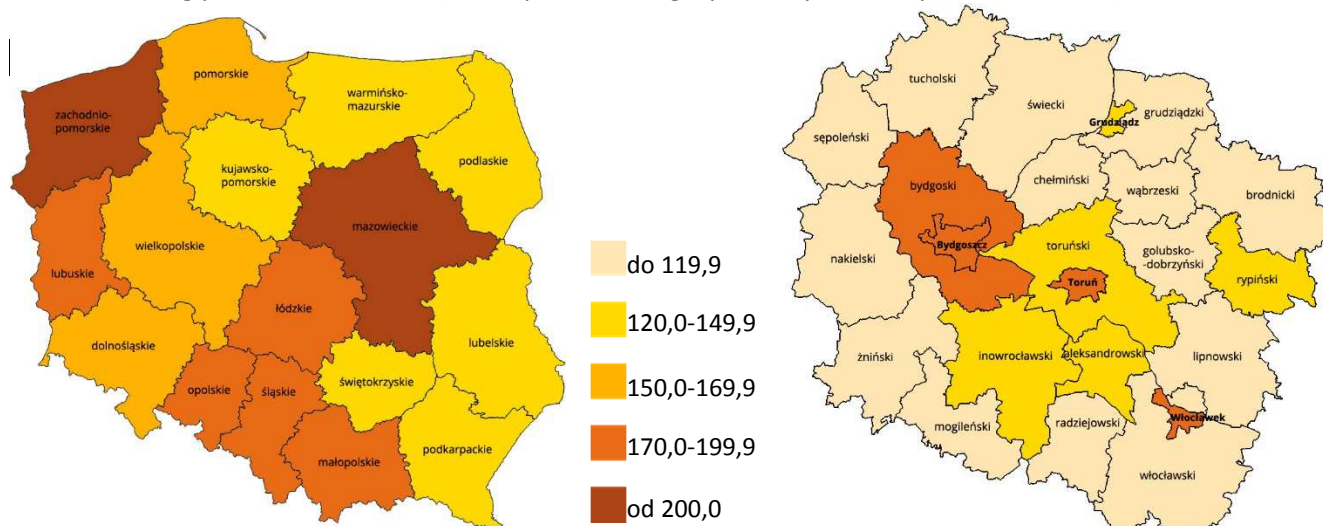 pomorskie
warmińsko-
mazurskie
zachodnio-
pomorskie
podlaskie
kujawsko-
pomorskie
mazowieckie
wielkopolskie
lubuskie
łódzkie
dolnośląskie
lubelskie
świętokrzyskie
opolskie
śląskie
podkarpackie
małopolskie
do 119,9
120,0-149,9
150,0-169,9
170,0-199,9
od 200,0
tucholski
świecki
Grudziądz
grudziądzki
sępoleński
bydgoski
chełmiński
wąbrzeski
brodnicki
Bydgoszcz
toruński
golubsko-
-dobrzyński
nakielski
rypiński
Toruń
żniński
inowrocławski
aleksandrowski
lipnowski
mogileński
radziejowski
Włocławek
włocławski